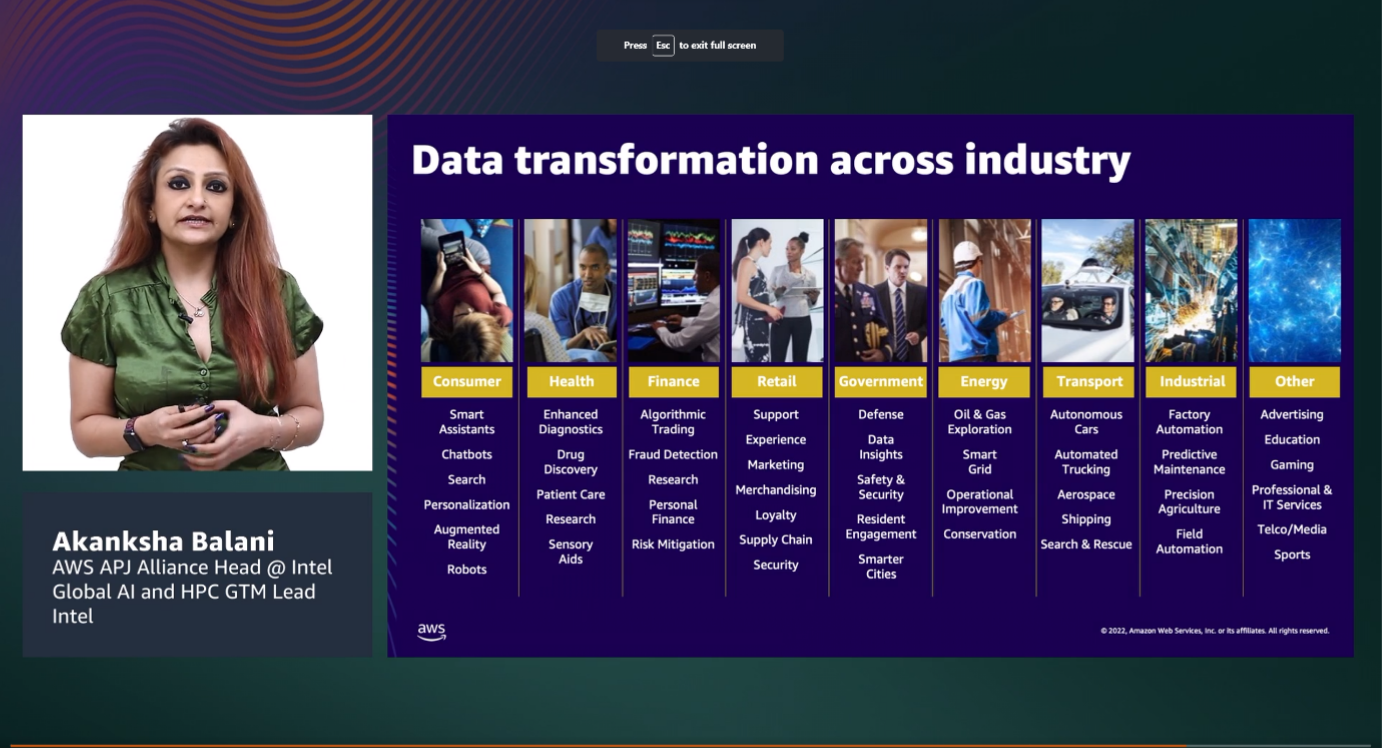 Press Esc to exit full screen
Data transformation across industry
Consumer
Smart
Assistants
Chatbots
Search
Personalization
Augmented
Reality
Robots
Health
Enhanced
Diagnostics
Drug
Discovery
Patient Care
Research
Sensory
Aids
Finance
Algorithmic
Trading
Fraud Detection
Research
Personal
Finance
Risk Mitigation
Retail
Support
Experience
Marketing
Merchandising
Loyalty
Supply Chain
Security
Government
Defense
Data
Insights
Safety &
Security
Resident
Engagement
Smarter
Cities
Energy
Oil & Gas
Exploration
Smart
Grid
Operational
Improvement
Conservation
Transport
Autonomous
Cars
Automated
Trucking
Aerospace
Shipping
Search & Rescue
Industrial
Factory
Automation
Predictive
Maintenance
Precision
Agriculture
Field
Automation
Other
Advertising
Education
Gaming
Professional &
IT Services
Telco/Media
Sports
Akanksha Balani
AWS APJ Alliance Head @ Intel
Global AI and HPC GTM Lead
Intel
aws
© 2022, Amazon Web Services, Inc. or its affiliates. All rights reserved.